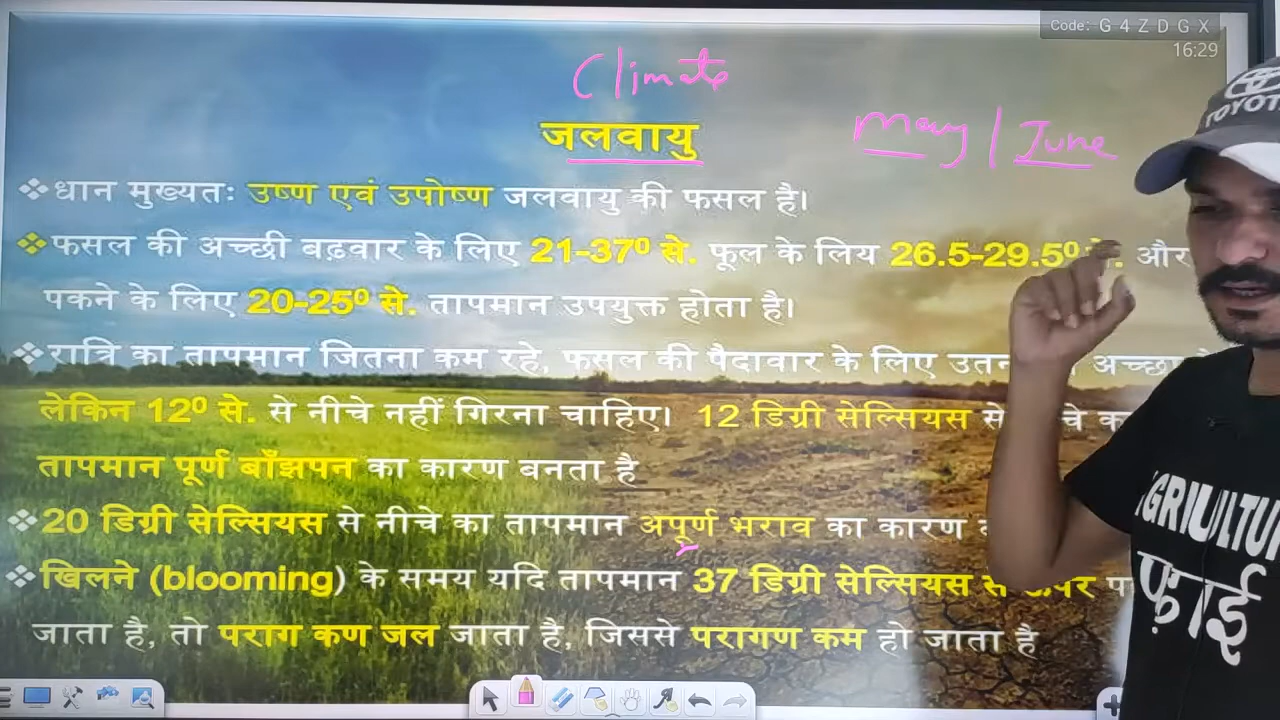 Code: G 4 Z D G X
16:29
Climate
जलवायु
May / June
❖धान मुख्यतः उष्ण एवं उपोष्ण जलवायु की फसल है।
❖फसल की अच्छी बढ़वार के लिए 21-37⁰ से. फूल के लिय 26.5-29.5⁰ से. और
पकने के लिए 20-25⁰ से. तापमान उपयुक्त होता है।
❖रात्रि का तापमान जितना कम रहे, फसल की पैदावार के लिए अच्छा
लेकिन 12⁰ से. से नीचे नहीं गिरना चाहिए। 12 डिग्री सेल्सियस से
तापमान पूर्ण बाँझपन का कारण बनता है
❖20 डिग्री सेल्सियस से नीचे का तापमान अपूर्ण भराव का कारण
❖खिलने (blooming) के समय यदि तापमान 37 डिग्री सेल्सियस
जाता है, तो पराग कण जल जाता है, जिससे परागण कम हो जाता है
TOYOT
AGRICULTU